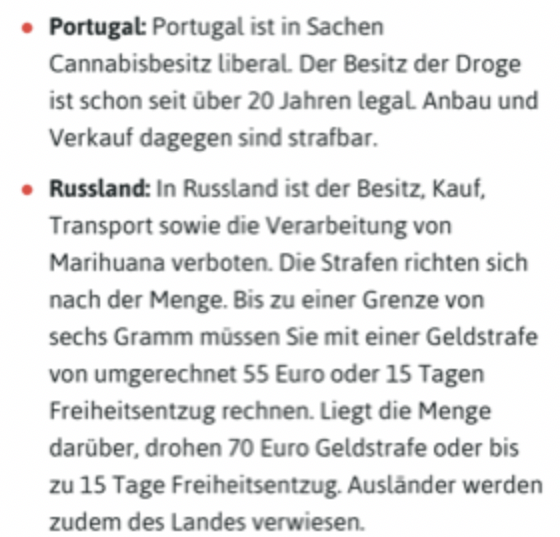 Portugal: Portugal ist in Sachen
Cannabisbesitz liberal. Der Besitz der Droge
ist schon seit über 20 Jahren legal. Anbau und
Verkauf dagegen sind strafbar.
Russland: In Russland ist der Besitz, Kauf,
Transport sowie die Verarbeitung von
Marihuana verboten. Die Strafen richten sich
nach der Menge. Bis zu einer Grenze von
sechs Gramm müssen Sie mit einer Geldstrafe
von umgerechnet 55 Euro oder 15 Tagen
Freiheitsentzug rechnen. Liegt die Menge
darüber, drohen 70 Euro Geldstrafe oder bis
zu 15 Tage Freiheitsentzug. Ausländer werden
zudem des Landes verwiesen.